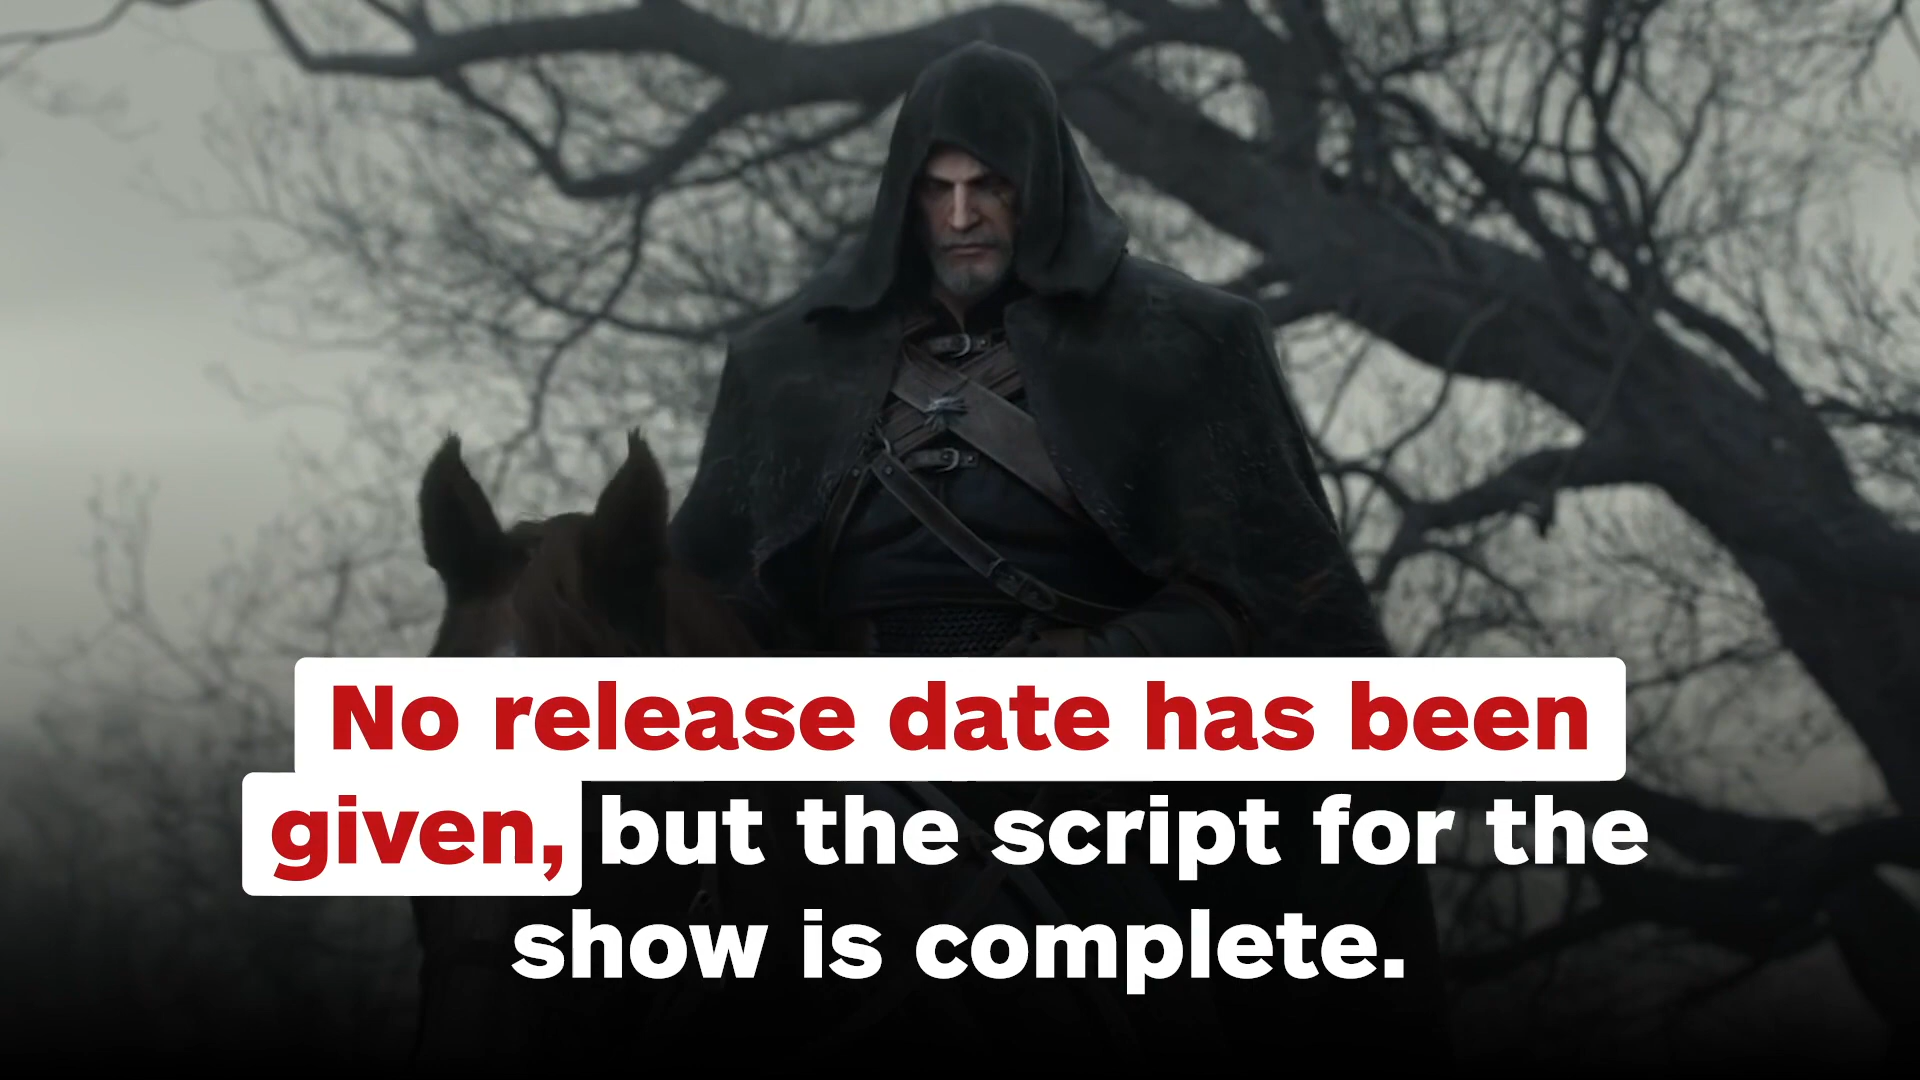 No release date has been
given, but the script for the
show is complete.